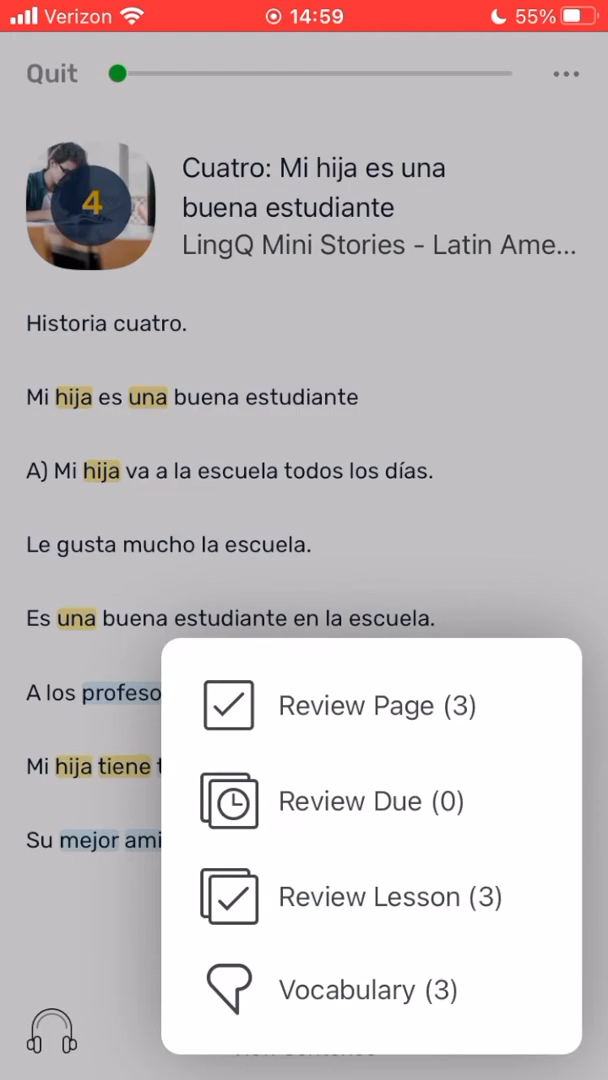 Verizon 14:59 55%
Quit
4
Cuatro: Mi hija es una
buena estudiante
LingQ Mini Stories - Latin Ame...
Historia cuatro.
Mi hija es una buena estudiante
A) Mi hija va a la escuela todos los días.
Le gusta mucho la escuela.
Es una buena estudiante en la escuela.
A los profeso
Mi hija tiene t
Su mejor ami
Review Page (3)
Review Due (0)
Review Lesson (3)
Vocabulary (3)